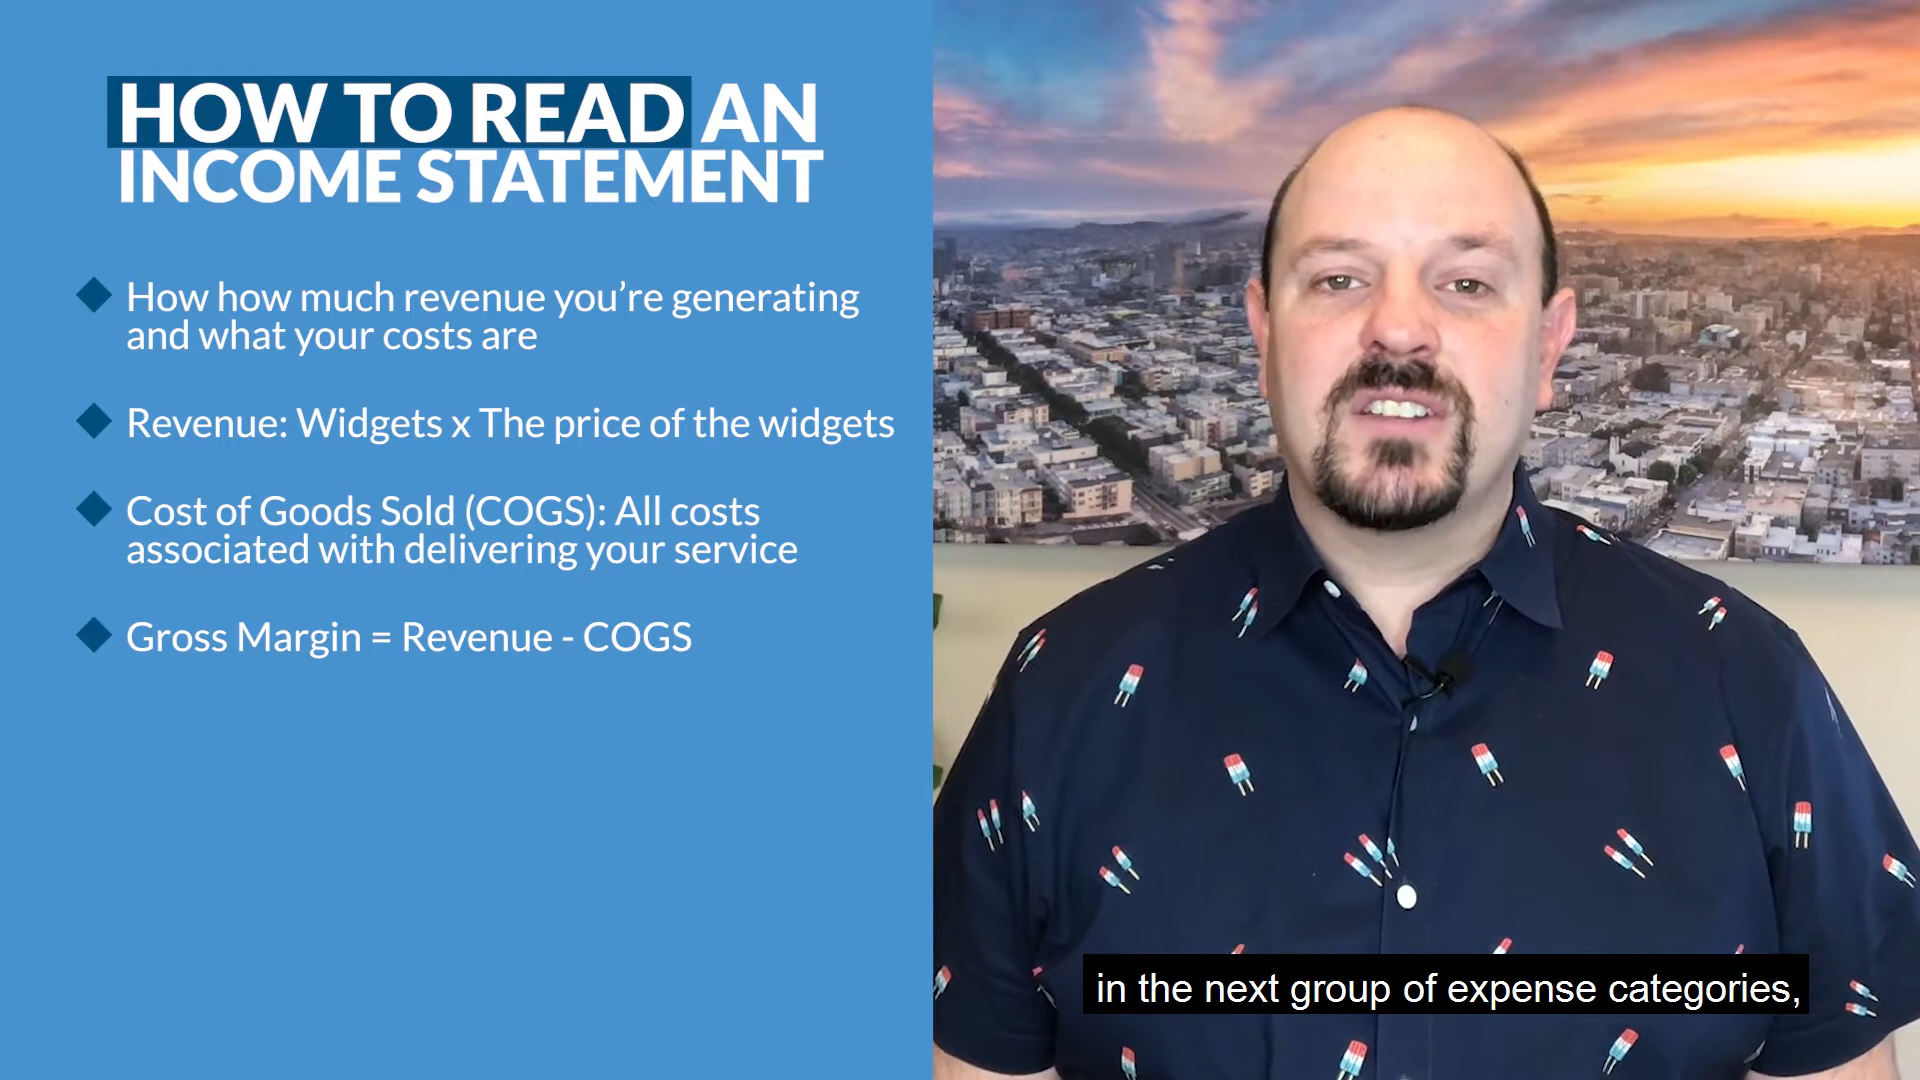 HOW TO READ AN
INCOME STATEMENT
How how much revenue you’re generating
and what your costs are
Revenue: Widgets x The price of the widgets
Cost of Goods Sold (COGS): All costs
associated with delivering your service
Gross Margin = Revenue - COGS
in the next group of expense categories,